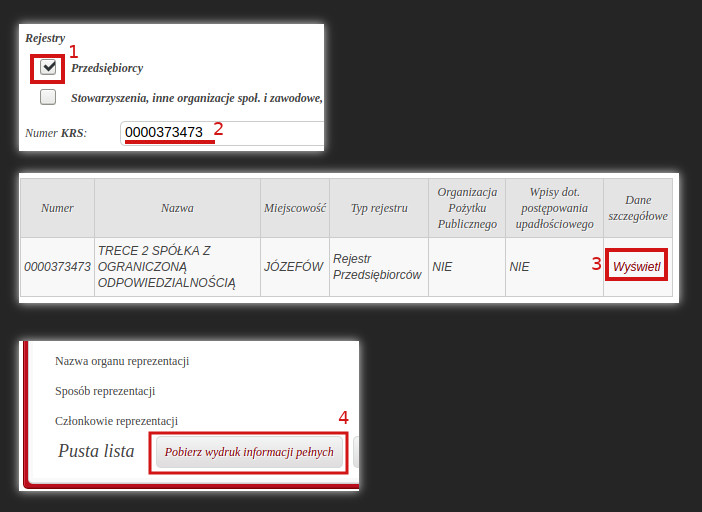 Rejestry
1
Przedsiębiorcy
Stowarzyszenia, inne organizacje społ. i zawodowe,
Numer KRS:
0000373473 2
Numer
Nazwa
Miejscowość
Typ rejestru
Organizacja
Pożytku
Publicznego
Wpisy dot.
postępowania
upadłościowego
Dane
szczegółowe
0000373473
TRECE 2 SPÓŁKA Z
OGRANICZONĄ
ODPOWIEDZIALNOŚCIĄ
JÓZEFÓW
Rejestr
Przedsiębiorców
NIE
NIE
3
Wyświetl
Nazwa organu reprezentacji
Sposób reprezentacji
Członkowie reprezentacji
4
Pusta lista
Pobierz wydruk informacji pełnych